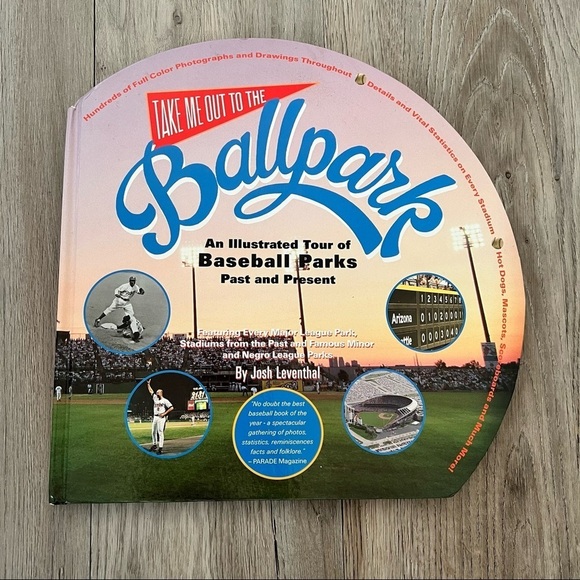 Hundreds of Full Color Photographs and Drawings Throughout
Details and Vital Statistics on Every Stadium
Hot Dogs, Mascots, Scoreboards and Much More!
TAKE ME OUT TO THE
Ballpark
An Illustrated Tour of
Baseball Parks
Past and Present
Featuring Every Major League Park,
Stadiums from the Past and Famous Minor
and Negro League Parks.
By Josh Leventhal
Arizona
"No doubt the best
baseball book of the
year - a spectacular
gathering of photos,
statistics, reminiscences
facts and folklore."
– PARADE Magazine